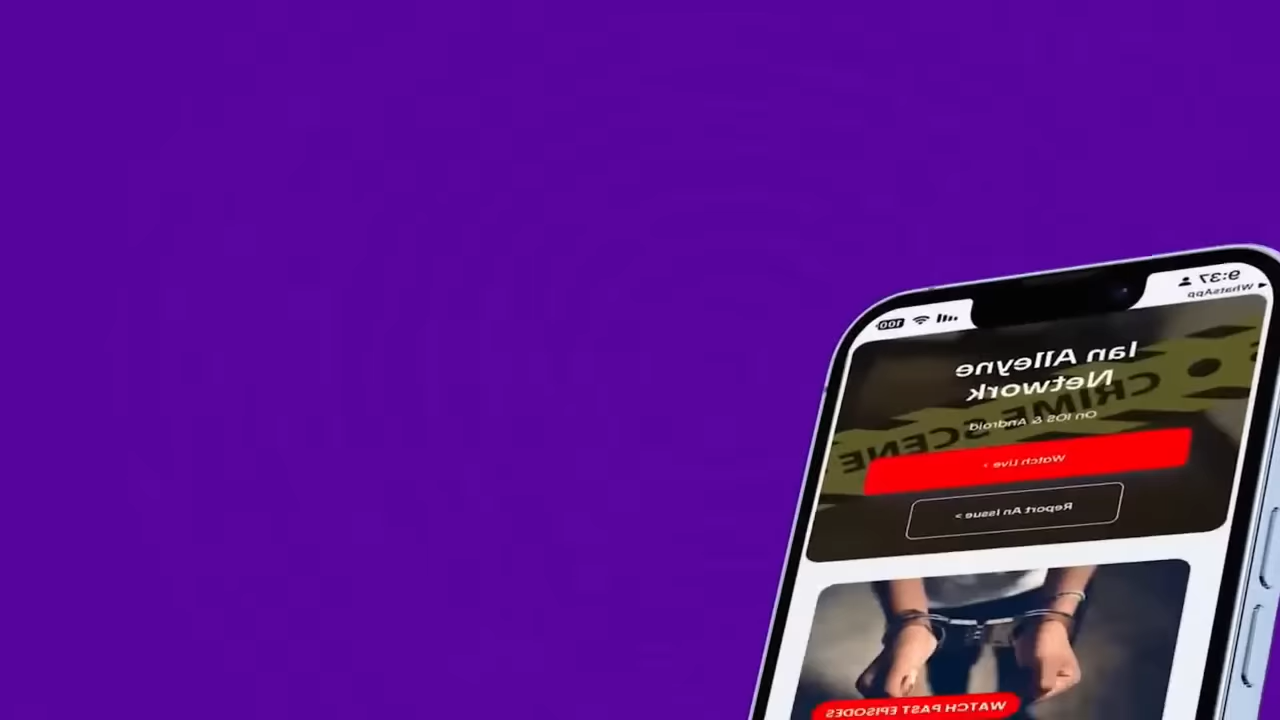 9:37
WhatsApp
100
Ian Alleyne
Network
On IOS & Android
CRIME SCENE
Watch Live >
Report An Issue >
WATCH PAST EPISODES